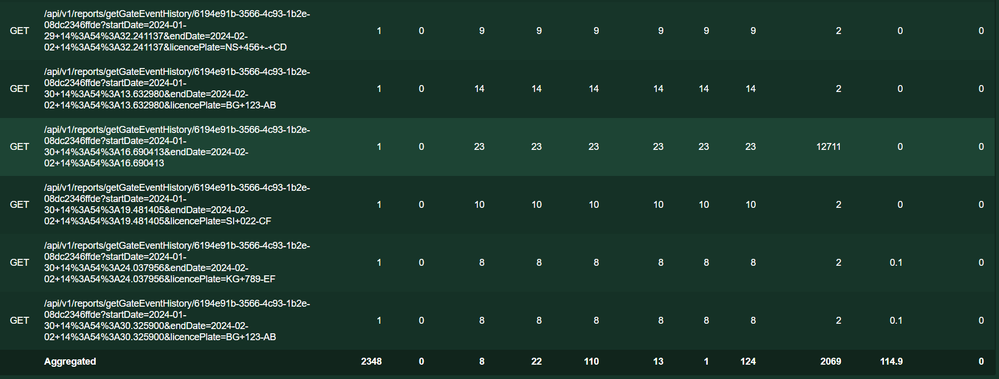 /api/v1/reports/getGateEventHistory/6194e91b-3566-4c93-1b2e-
08dc2346ffde?startDate=2024-01-
GET 29+14%3A54%3A32.241137&endDate=2024-02- 1 0 9 9 9 9 9 9 2 0 0
02+14%3A54%3A32.241137&licencePlate=NS+456+-+CD
/api/v1/reports/getGateEventHistory/6194e91b-3566-4c93-1b2e-
08dc2346ffde?startDate=2024-01-
GET 30+14%3A54%3A13.632980&endDate=2024-02- 1 0 14 14 14 14 14 14 2 0 0
02+14%3A54%3A13.632980&licencePlate=BG+123-AB
/api/v1/reports/getGateEventHistory/6194e91b-3566-4c93-1b2e-
08dc2346ffde?startDate=2024-01-
GET 30+14%3A54%3A16.690413&endDate=2024-02- 1 0 23 23 23 23 23 23 12711 0 0
02+14%3A54%3A16.690413
/api/v1/reports/getGateEventHistory/6194e91b-3566-4c93-1b2e-
08dc2346ffde?startDate=2024-01-
GET 30+14%3A54%3A19.481405&endDate=2024-02- 1 0 10 10 10 10 10 10 2 0 0
02+14%3A54%3A19.481405&licencePlate=SI+022-CF
/api/v1/reports/getGateEventHistory/6194e91b-3566-4c93-1b2e-
08dc2346ffde?startDate=2024-01-
GET 30+14%3A54%3A24.037956&endDate=2024-02- 1 0 8 8 8 8 8 8 2 0.1 0
02+14%3A54%3A24.037956&licencePlate=KG+789-EF
/api/v1/reports/getGateEventHistory/6194e91b-3566-4c93-1b2e-
08dc2346ffde?startDate=2024-01-
GET 30+14%3A54%3A30.325900&endDate=2024-02- 1 0 8 8 8 8 8 8 2 0.1 0
02+14%3A54%3A30.325900&licencePlate=BG+123-AB
Aggregated 2348 0 8 22 110 13 1 124 2069 114.9 0